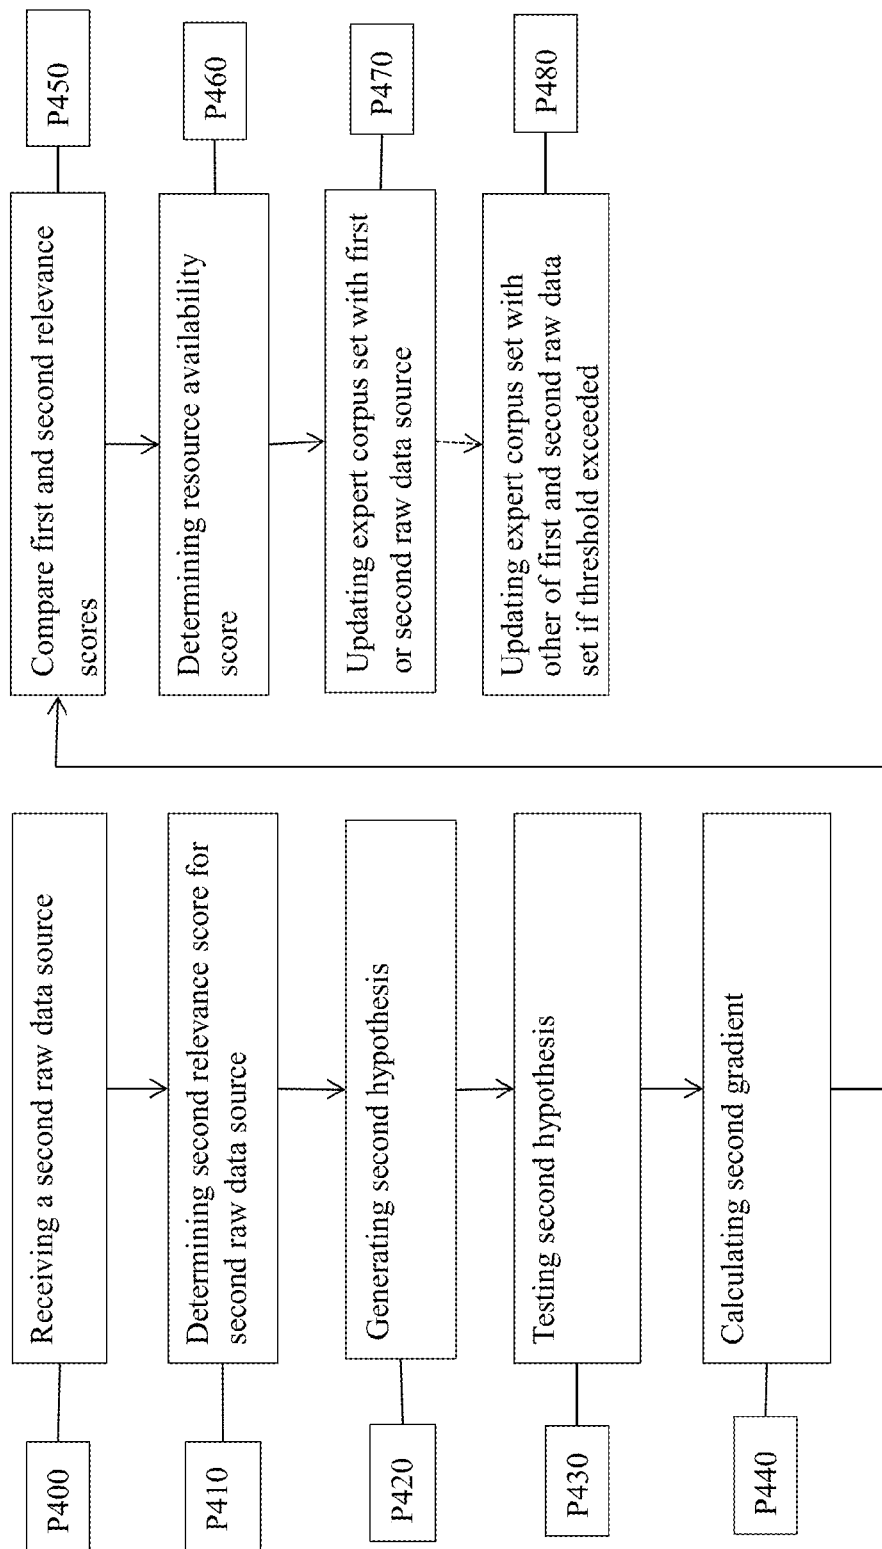 P400
Receiving a second raw data source
P410
Determining second relevance score for
second raw data source
P420
Generating second hypothesis
P430
Testing second hypothesis
P440
Calculating second gradient
Compare first and second relevance
scores
P450
Determining resource availability
score
P460
Updating expert corpus set with first
or second raw data source
P470
Updating expert corpus set with
other of first and second raw data
set if threshold exceeded
P480